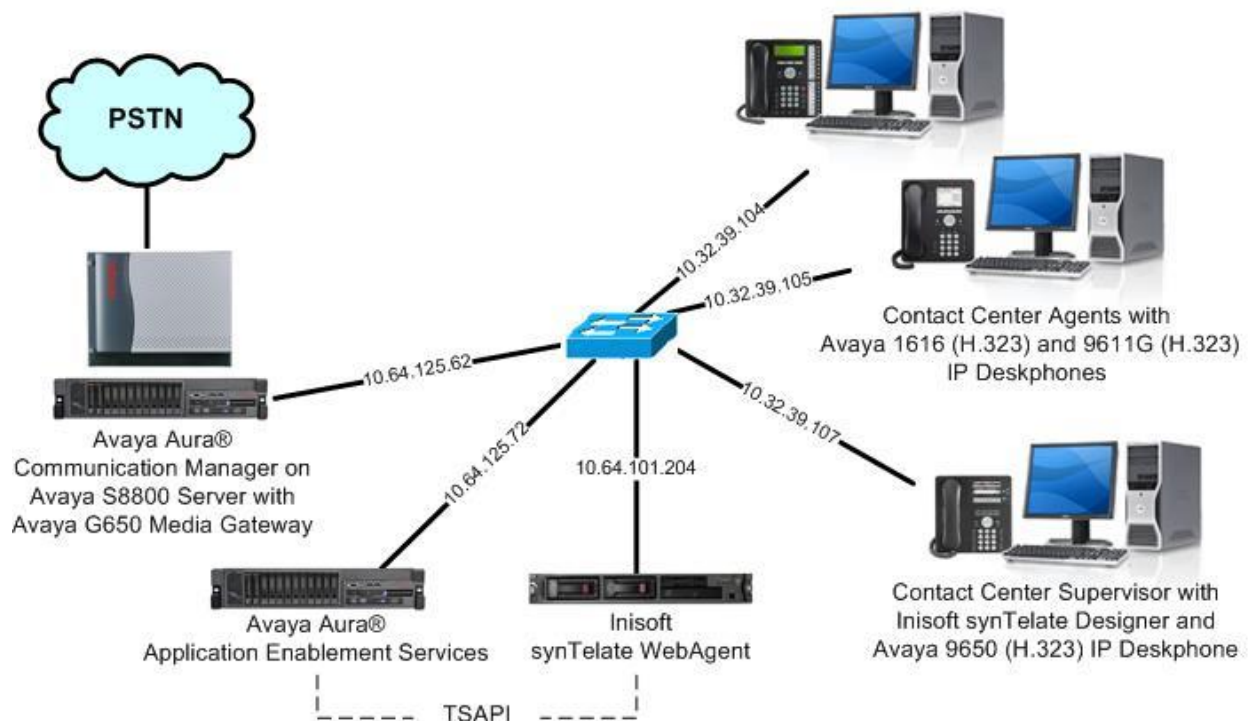 PSTN
10.32.39.104
10.32.39.105
Contact Center Agents with
Avaya 1616 (H.323) and 9611G (H.323)
IP Deskphones
10.64.125.62
10.32.39.107
Avaya Aura®
Communication Manager on
Avaya S8800 Server with
Avaya G650 Media Gateway
10.64.125.72
10.64.101.204
Avaya Aura®
Application Enablement Services
Inisoft
synTelate WebAgent
Contact Center Supervisor with
Inisoft synTelate Designer and
Avaya 9650 (H.323) IP Deskphone
TSAPI